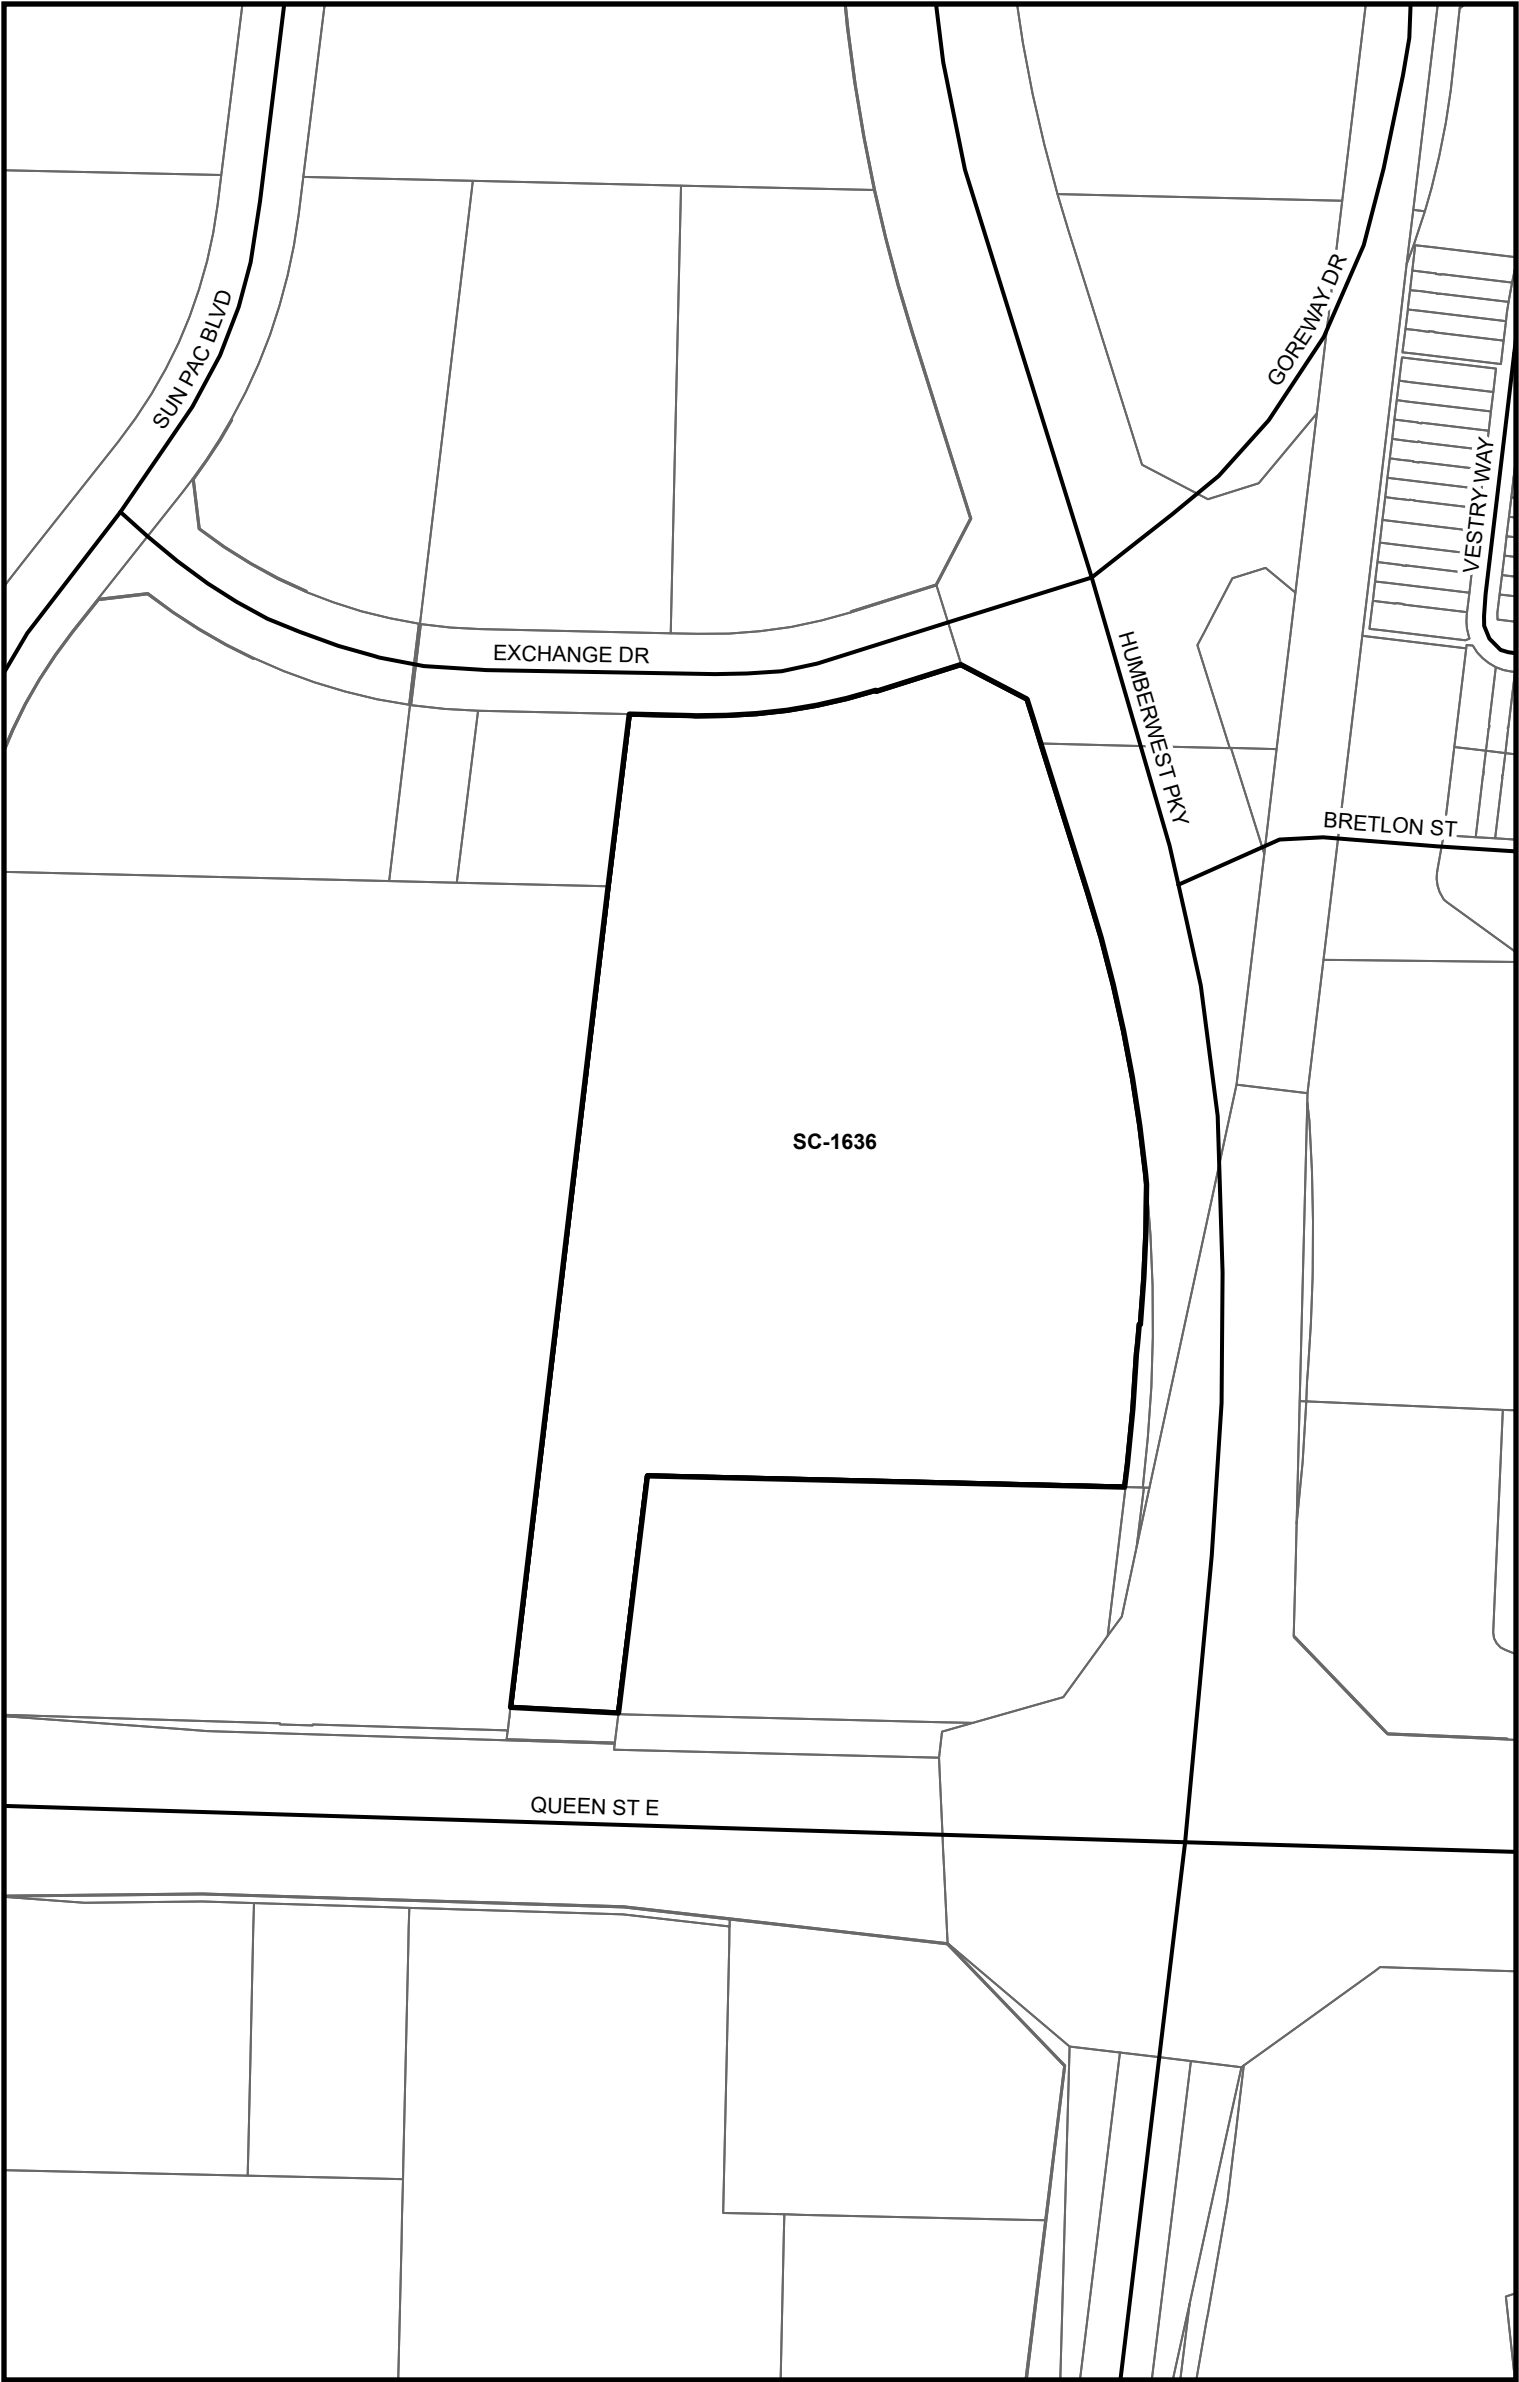 SUN PAC BLVD
GOREWAY DR
VESTRY WAY
EXCHANGE DR
HUMBERWEST PKY
BRETLON ST
SC-1636
QUEEN ST E